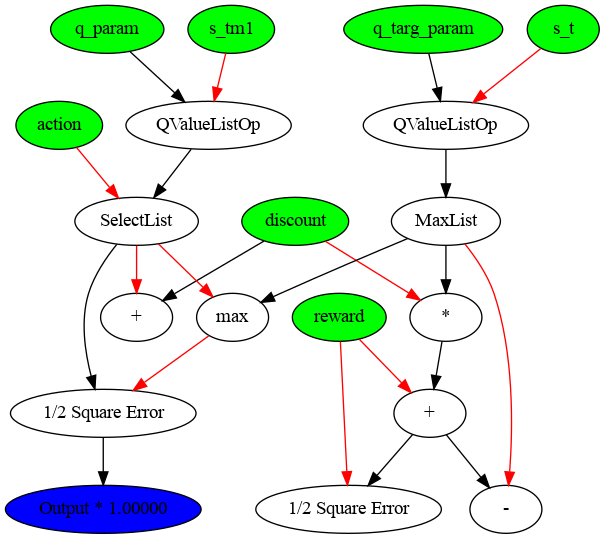 q_param
s_tm1
q_targ_param
s_t
action
QValueListOp
QValueListOp
SelectList
discount
MaxList
+
max
reward
*
1/2 Square Error
+
Output * 1.00000
1/2 Square Error
-